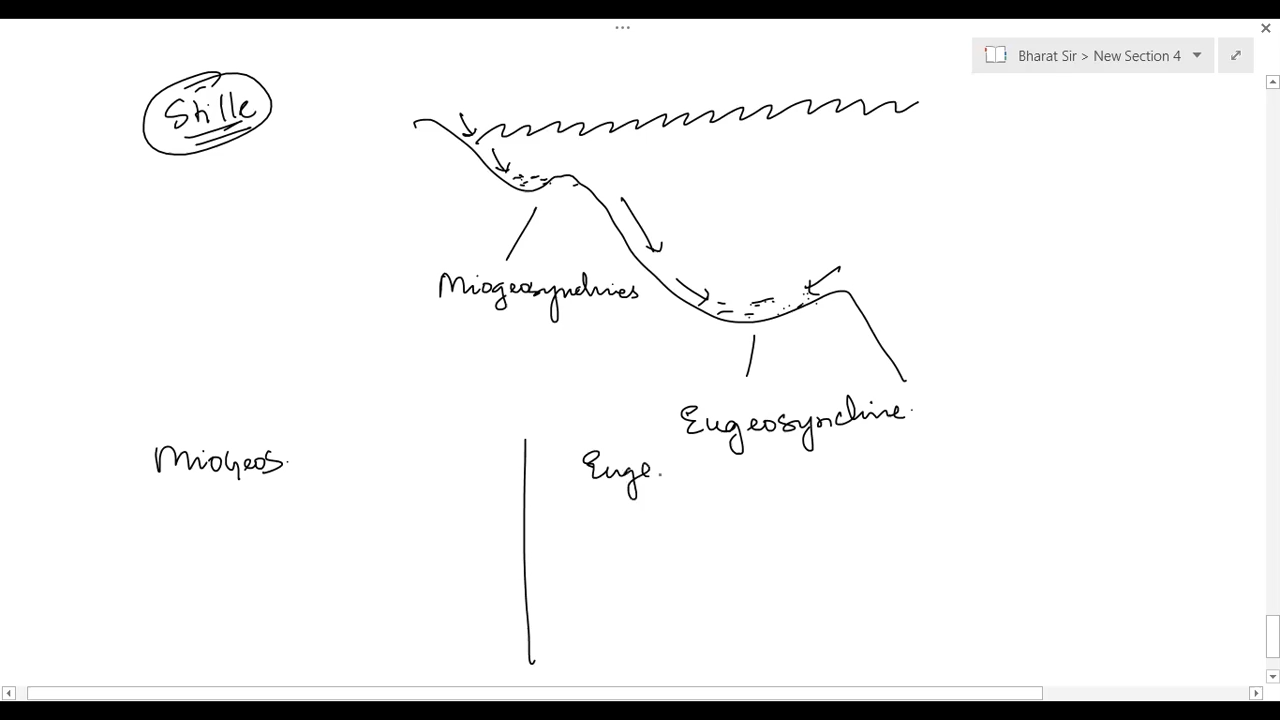 Bharat Sir > New Section 4
Stille
Miogeosynclines
Eugeosyncline.
MioGeos.
Euge.